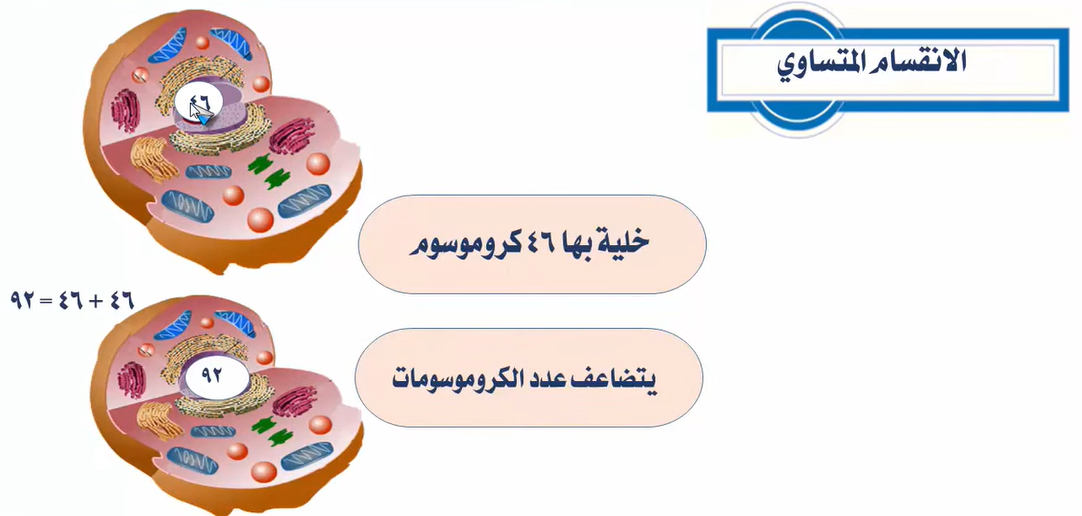 الانقسام المتساوي
٤٦
خلية بها ٤٦ كروموسوم
٤٦ + ٤٦ = ٩٢
٩٢
يتضاعف عدد الكروموسومات